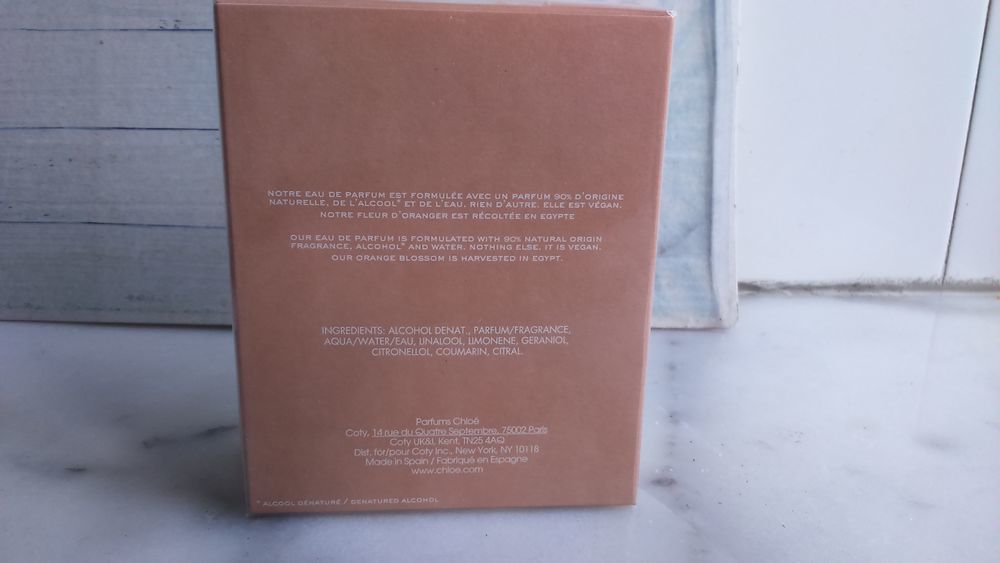 NOTRE EAU DE PARFUM EST FORMULÉE AVEC UN PARFUM 90% D'ORIGINE
NATURELLE, DE L'ALCOOL* ET DE L'EAU. RIEN D'AUTRE. ELLE EST VÉGAN.
NOTRE FLEUR D'ORANGER EST RÉCOLTÉE EN EGYPTE
OUR EAU DE PARFUM IS FORMULATED WITH 90% NATURAL ORIGIN
FRAGRANCE, ALCOHOL* AND WATER. NOTHING ELSE. IT IS VEGAN.
OUR ORANGE BLOSSOM IS HARVESTED IN EGYPT.
INGREDIENTS: ALCOHOL DENAT., PARFUM/FRAGRANCE,
AQUA/WATER/EAU, LINALOOL, LIMONENE, GERANIOL,
CITRONELLOL, COUMARIN, CITRAL.
Parfums Chloé
Coty, 14 rue du Quatre Septembre, 75002 Paris
Coty UK&I, Kent, TN25 4AQ
Dist. for/pour Coty Inc., New York, NY 10118
Made in Spain / Fabriqué en Espagne
www.chloe.com
* ALCOOL DÉNATURÉ / DENATURED ALCOHOL